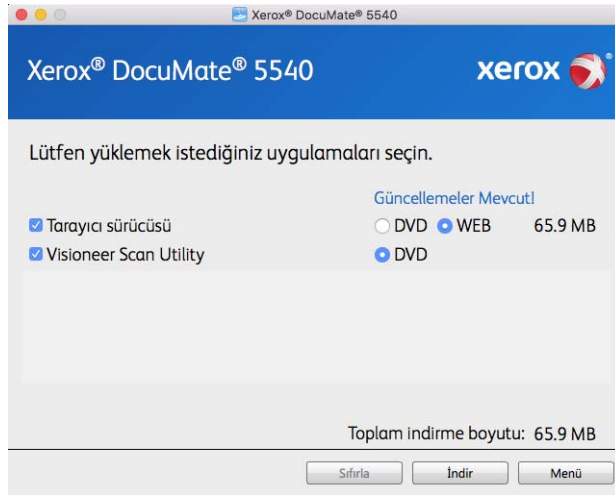 Xerox® DocuMate® 5540
Xerox® DocuMate® 5540
xerox®
Lütfen yüklemek istediğiniz uygulamaları seçin.
Güncellemeler Mevcut!
Tarayıcı sürücüsü DVD WEB 65.9 MB
Visioneer Scan Utility DVD
Toplam indirme boyutu: 65.9 MB
Sıfırla İndir Menü